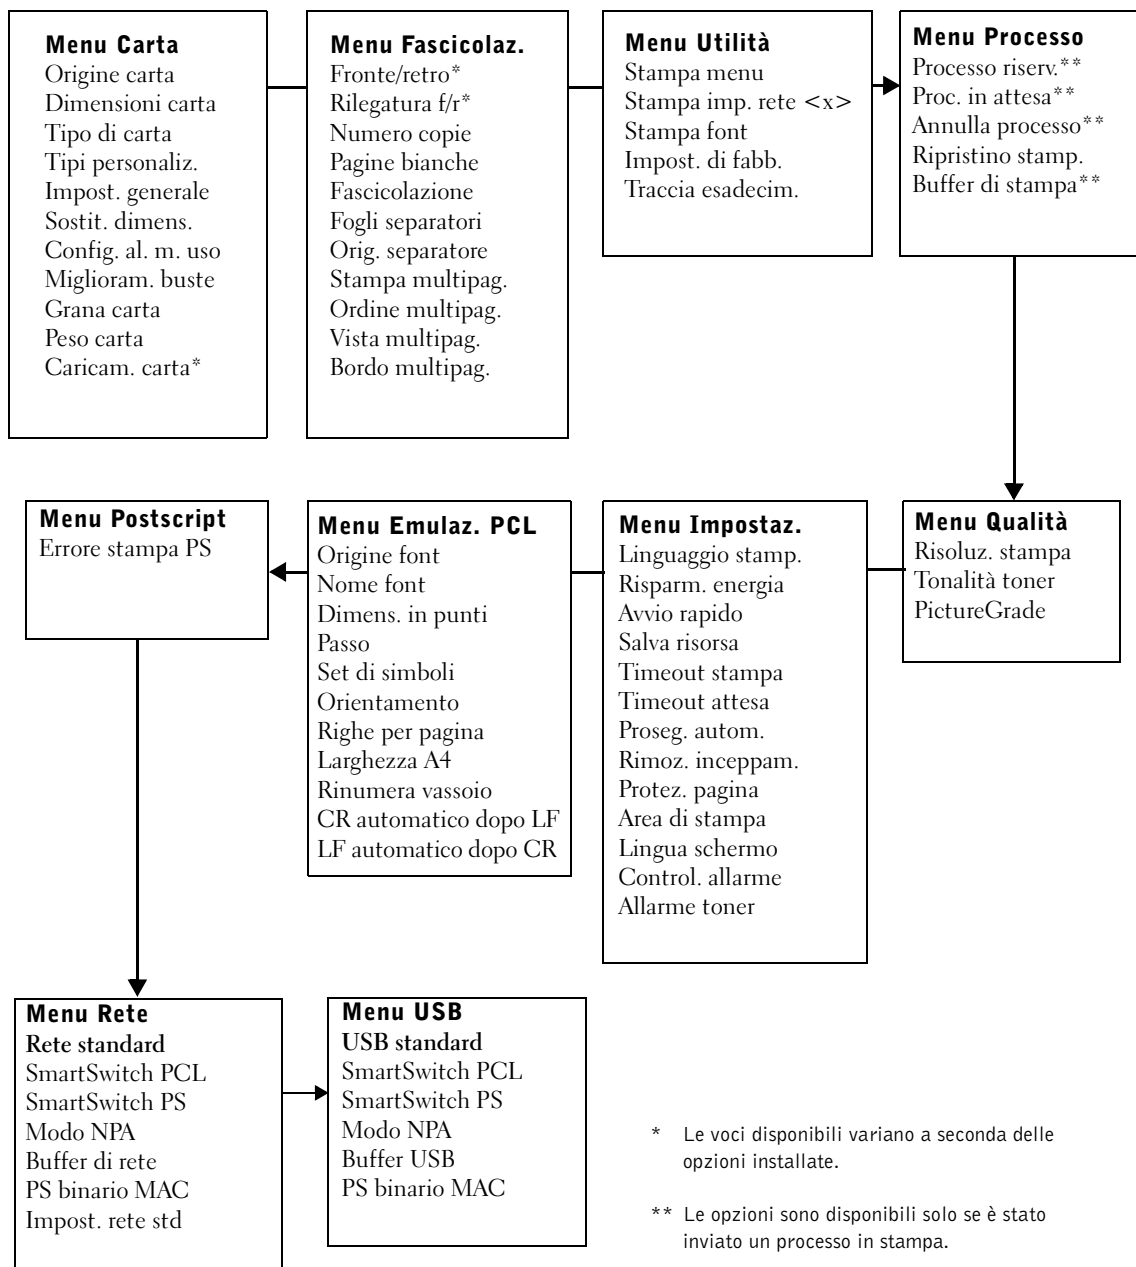 Menu Carta
Origine carta
Dimensioni carta
Tipo di carta
Tipi personaliz.
Impost. generale
Sostit. dimens.
Config. al. m. uso
Miglioram. buste
Grana carta
Peso carta
Caricam. carta*
Menu Fascicolaz.
Fronte/retro*
Rilegatura f/r*
Numero copie
Pagine bianche
Fascicolazione
Fogli separatori
Orig. separatore
Stampa multipag.
Ordine multipag.
Vista multipag.
Bordo multipag.
Menu Utilità
Stampa menu
Stampa imp. rete <x>
Stampa font
Impost. di fabb.
Traccia esadecim.
Menu Processo
Processo riserv.**
Proc. in attesa**
Annulla processo**
Ripristino stamp.
Buffer di stampa**
Menu Qualità
Risoluz. stampa
Tonalità toner
PictureGrade
Menu Impostaz.
Linguaggio stamp.
Risparm. energia
Avvio rapido
Salva risorsa
Timeout stampa
Timeout attesa
Proseg. autom.
Rimoz. inceppam.
Protez. pagina
Area di stampa
Lingua schermo
Control. allarme
Allarme toner
Menu Emulaz. PCL
Origine font
Nome font
Dimens. in punti
Passo
Set di simboli
Orientamento
Righe per pagina
Larghezza A4
Rinumera vassoio
CR automatico dopo LF
LF automatico dopo CR
Menu Postscript
Errore stampa PS
Menu Rete
Rete standard
SmartSwitch PCL
SmartSwitch PS
Modo NPA
Buffer di rete
PS binario MAC
Impost. rete std
Menu USB
USB standard
SmartSwitch PCL
SmartSwitch PS
Modo NPA
Buffer USB
PS binario MAC
* Le voci disponibili variano a seconda delle
opzioni installate.
** Le opzioni sono disponibili solo se è stato
inviato un processo in stampa.